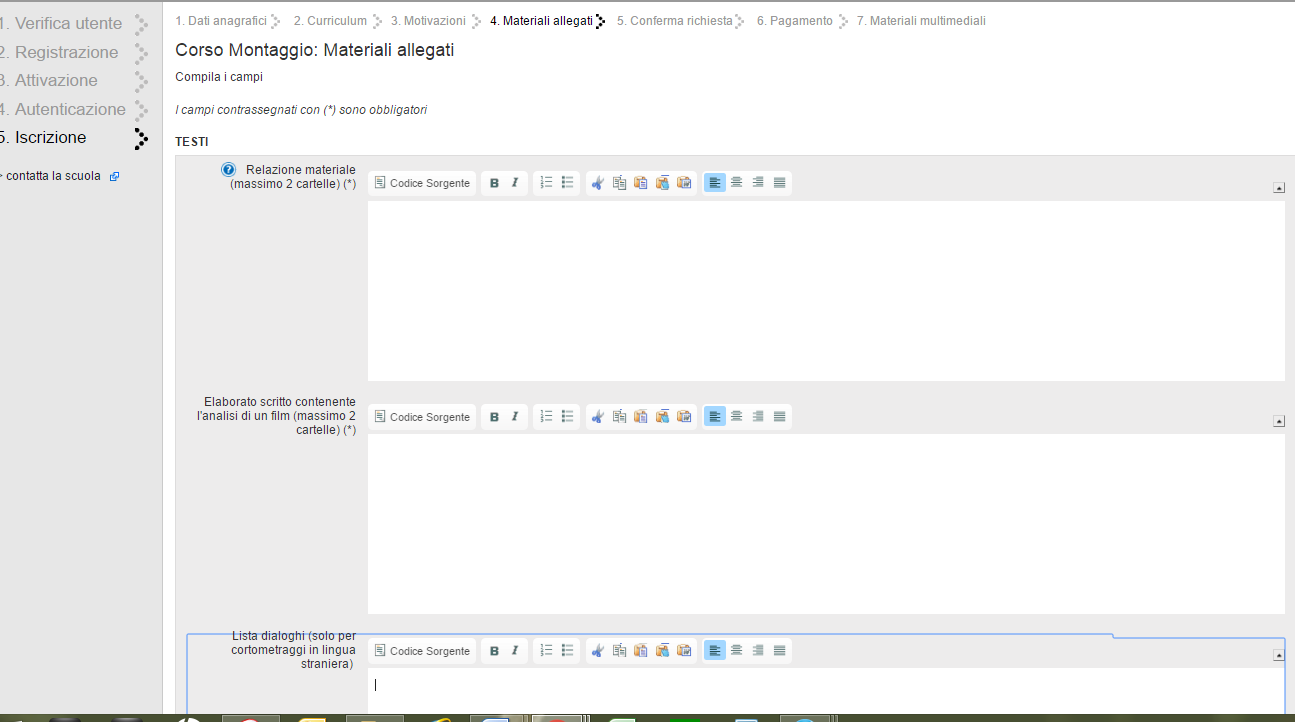 1. Verifica utente
2. Registrazione
3. Attivazione
4. Autenticazione
5. Iscrizione
contatta la scuola
1. Dati anagrafici 2. Curriculum 3. Motivazioni 4. Materiali allegati 5. Conferma richiesta 6. Pagamento 7. Materiali multimediali
Corso Montaggio: Materiali allegati
Compila i campi
I campi contrassegnati con (*) sono obbligatori
TESTI
Relazione materiale
(massimo 2 cartelle) (*)
Codice Sorgente B I
Elaborato scritto contenente
l'analisi di un film (massimo 2
cartelle) (*)
Codice Sorgente B I
Lista dialoghi (solo per
cortometraggi in lingua
straniera)
Codice Sorgente B I